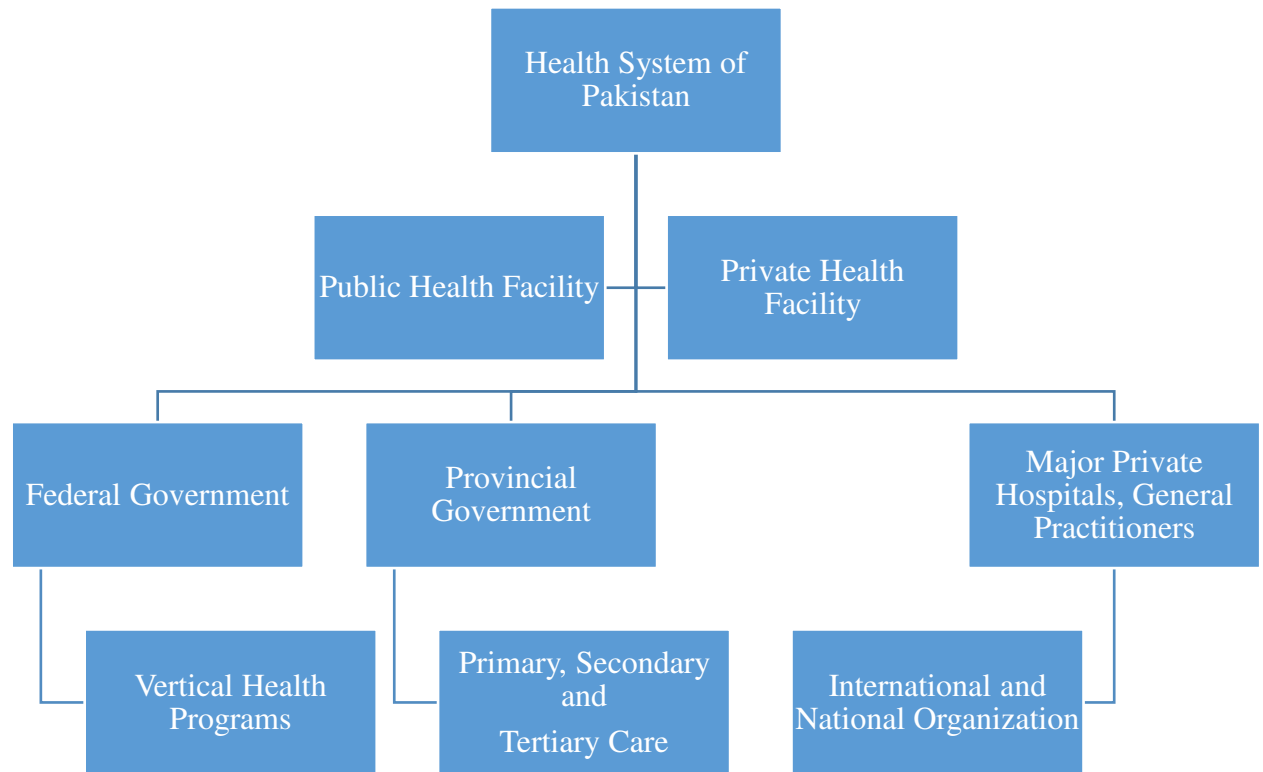 Health System of
Pakistan
Public Health Facility
Private Health
Facility
Federal Government
Provincial
Government
Major Private
Hospitals, General
Practitioners
Vertical Health
Programs
Primary, Secondary
and
Tertiary Care
International and
National Organization